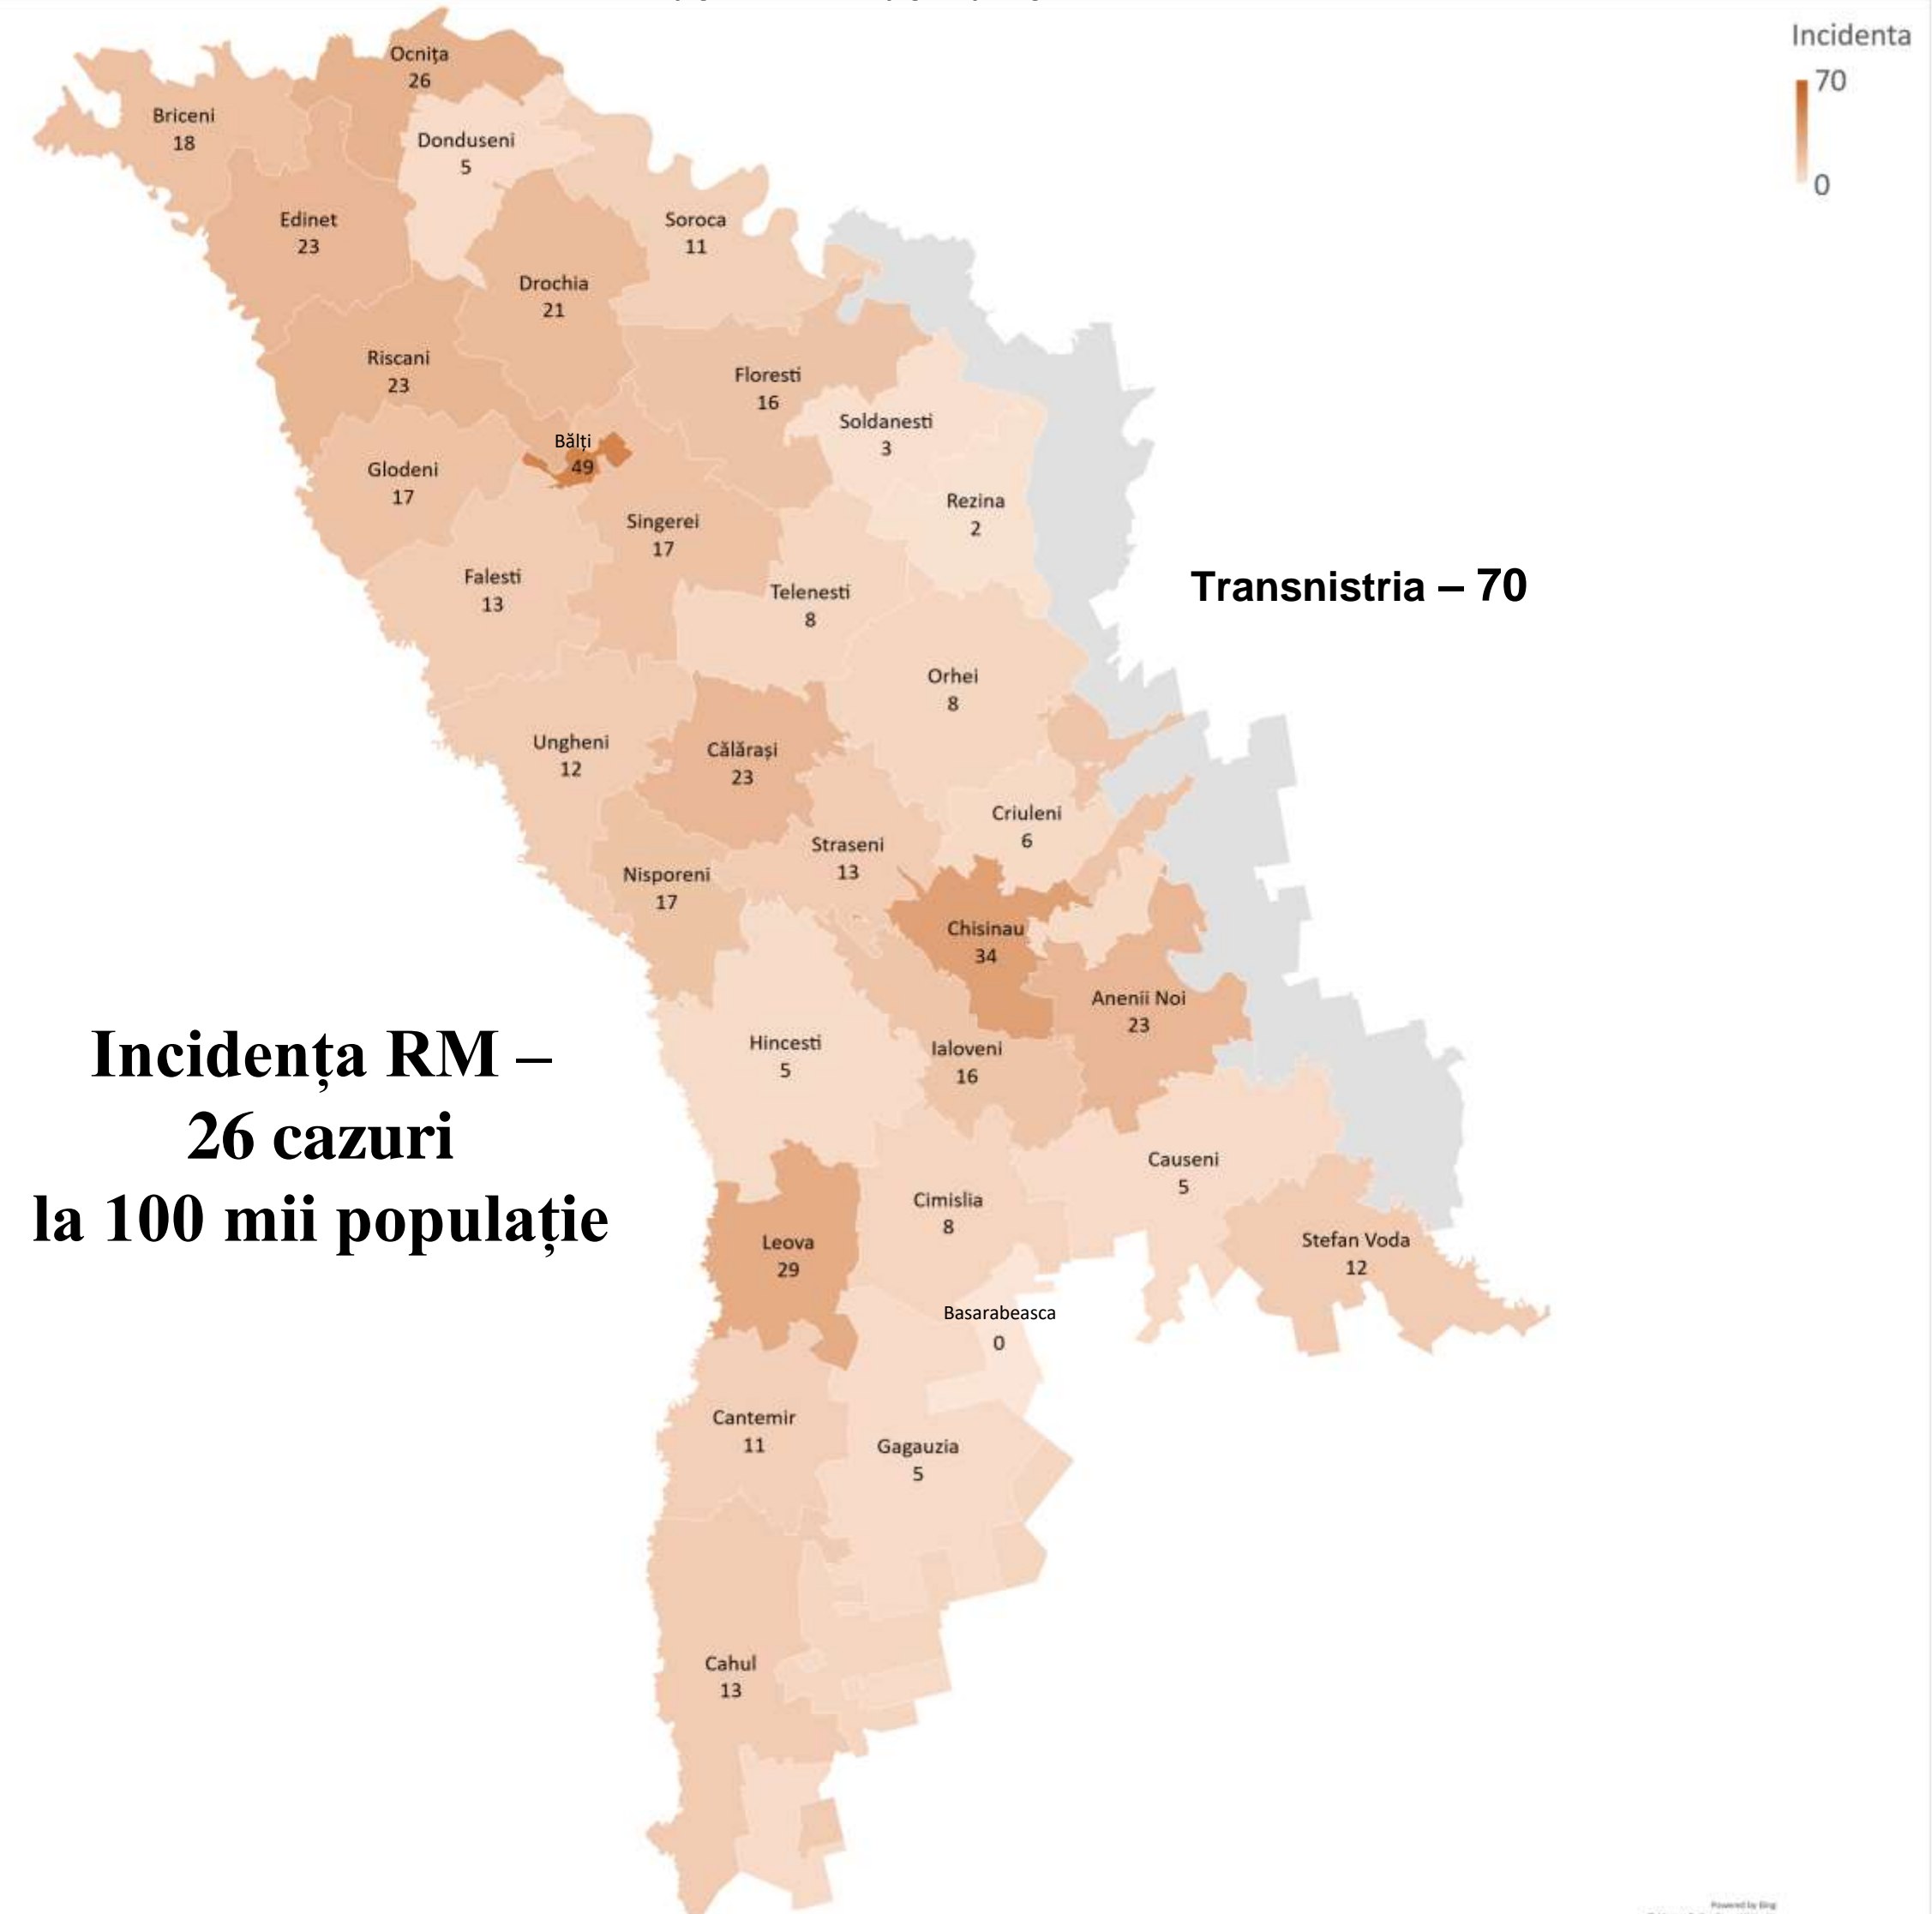 Incidenta
70
0
Ocnița
26
Briceni
18
Donduseni
5
Edinet
23
Soroca
11
Drochia
21
Riscani
23
Floresti
16
Soldanesti
3
Bălți
49
Glodeni
17
Rezina
2
Singerei
17
Falesti
13
Telenesti
8
Transnistria – 70
Orhei
8
Ungheni
12
Călărași
23
Criuleni
6
Straseni
13
Nisporeni
17
Chisinau
34
Anenii Noi
23
Hincesti
5
Ialoveni
16
Incidența RM –
26 cazuri
la 100 mii populație
Causeni
5
Cimislia
8
Leova
29
Stefan Voda
12
Basarabeasca
0
Cantemir
11
Gagauzia
5
Cahul
13
Powered by Bing